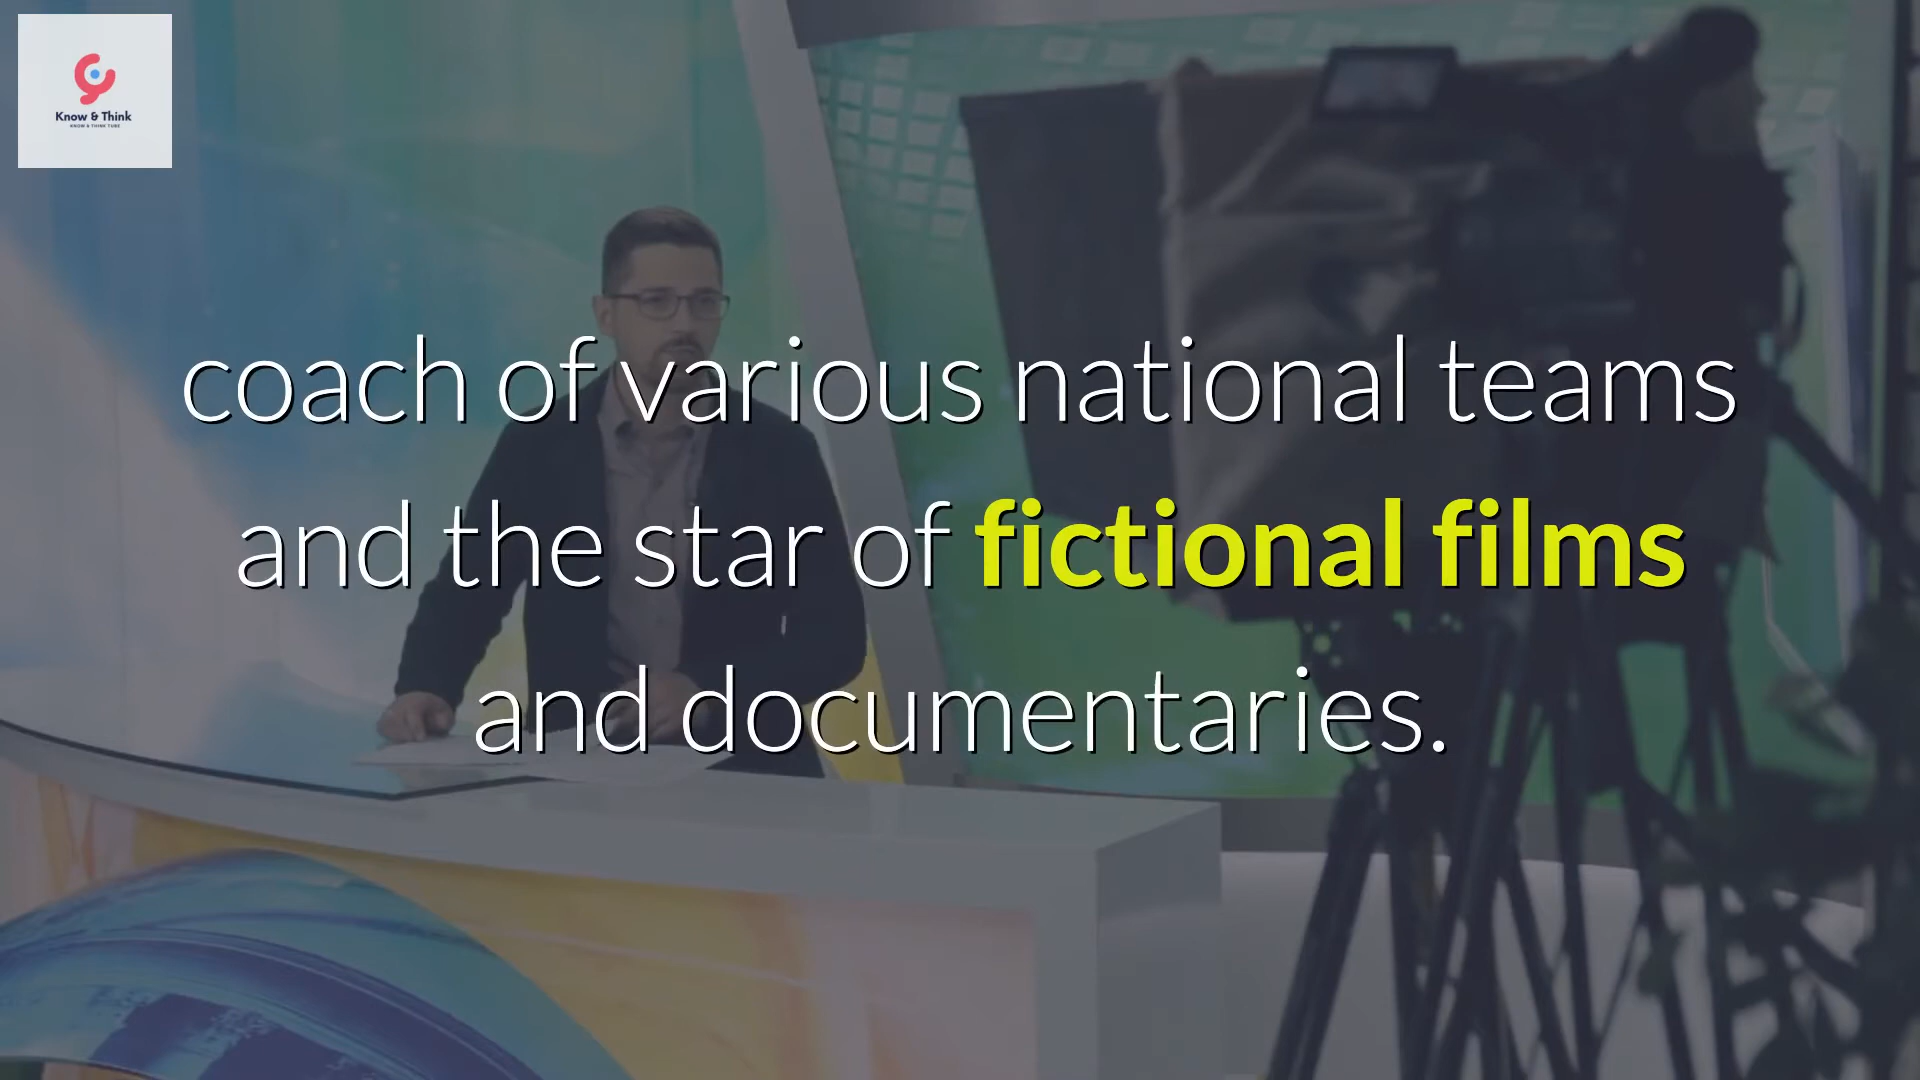 Know & Think
KNOW & THINK TUBE
coach of various national teams
and the star of fictional films
and documentaries.